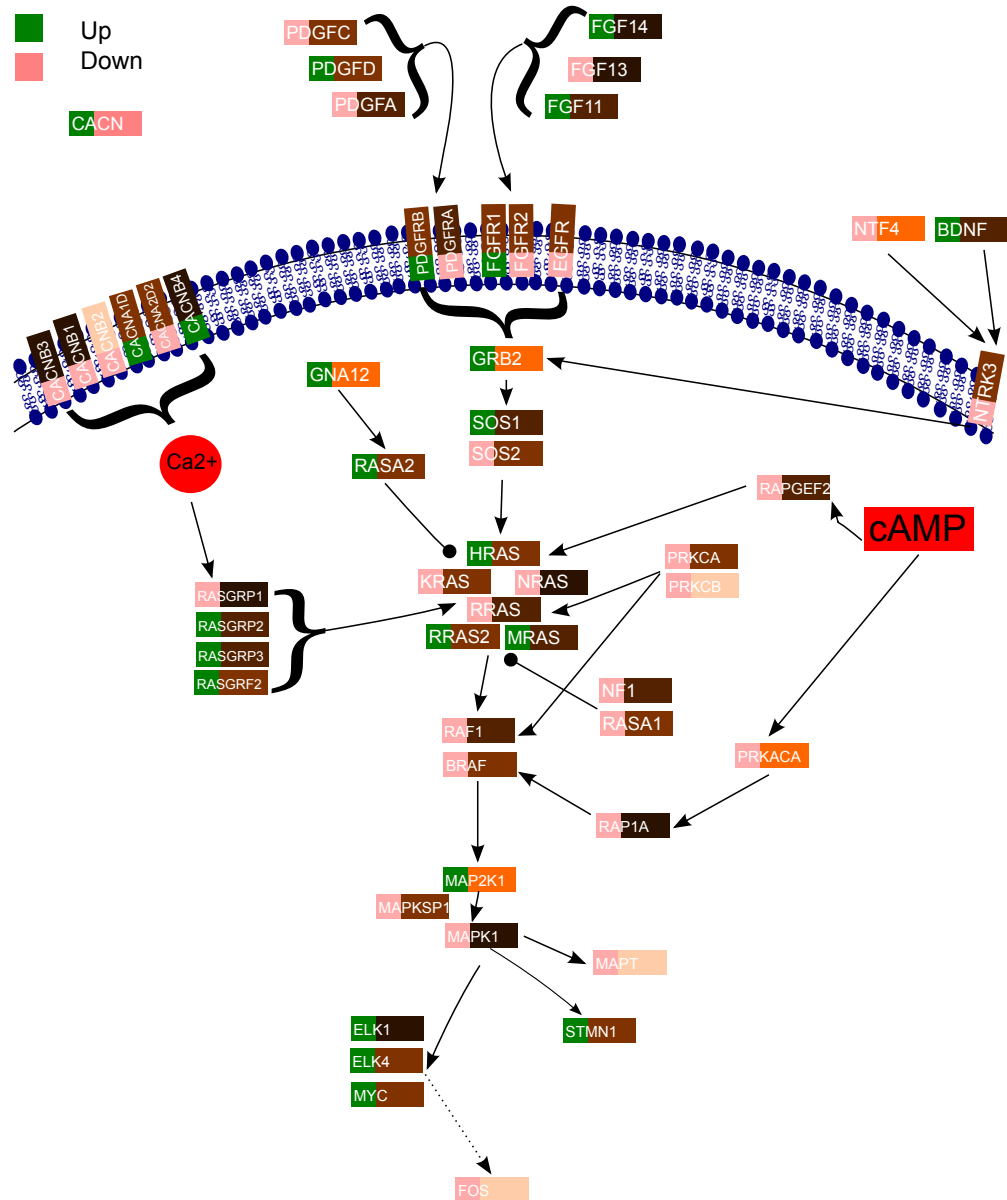 Up
Down
CACN
PDGFC
PDGFD
PDGFA
FGF14
FGF13
FGF11
PDGFRB
PDGFRA
FGFR1
FGFR2
EGFR
NTF4
BDNF
CACNB3
CACNB1
CACNB2
CACNA1D
CACNA2D2
CACNB4
NTRK3
GRB2
GNA12
SOS1
SOS2
RASA2
Ca2+
RAPGEF2
cAMP
HRAS
KRAS
NRAS
RRAS
RRAS2
MRAS
PRKCA
PRKCB
RASGRP1
RASGRP2
RASGRP3
RASGRF2
NF1
RASA1
RAF1
BRAF
PRKACA
RAP1A
MAP2K1
MAPKSP1
MAPK1
MAPT
STMN1
ELK1
ELK4
MYC
FOS